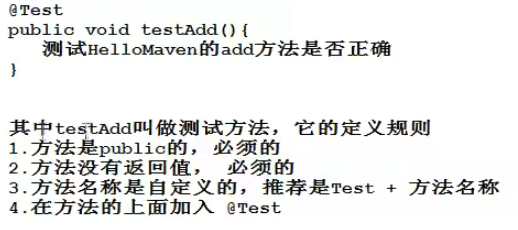 @Test
public void testAdd(){
测试HelloMaven的add方法是否正确
}
其中testAdd叫做测试方法，它的定义规则
1.方法是public的，必须的
2.方法没有返回值， 必须的
3.方法名称是自定义的，推荐是Test + 方法名称
4.在方法的上面加入 @Test